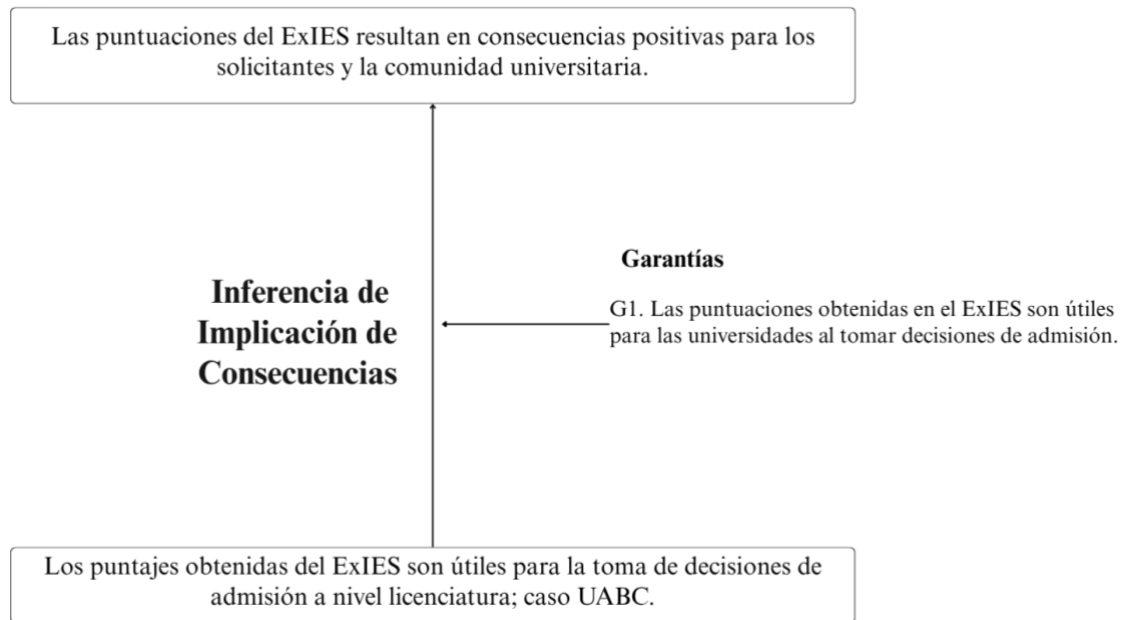 Las puntuaciones del ExIES resultan en consecuencias positivas para los
solicitantes y la comunidad universitaria.
Garantías
Inferencia de
Implicación de
Consecuencias
G1. Las puntuaciones obtenidas en el ExIES son útiles
para las universidades al tomar decisiones de admisión.
Los puntajes obtenidas del ExIES son útiles para la toma de decisiones de
admisión a nivel licenciatura; caso UABC.